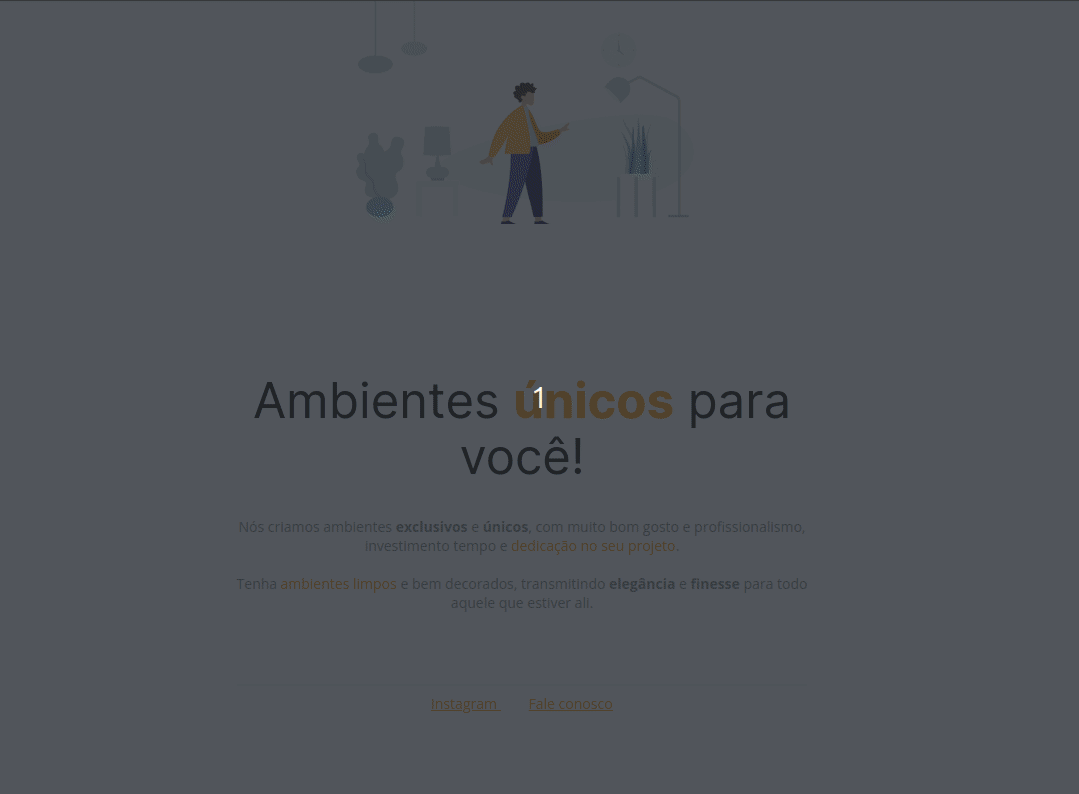 Ambientes únicos para
você!
1
Nós criamos ambientes exclusivos e únicos, com muito bom gosto e profissionalismo,
investimento tempo e dedicação no seu projeto.
Tenha ambientes limpos e bem decorados, transmitindo elegância e finesse para todo
aquele que estiver ali.
Instagram Fale conosco